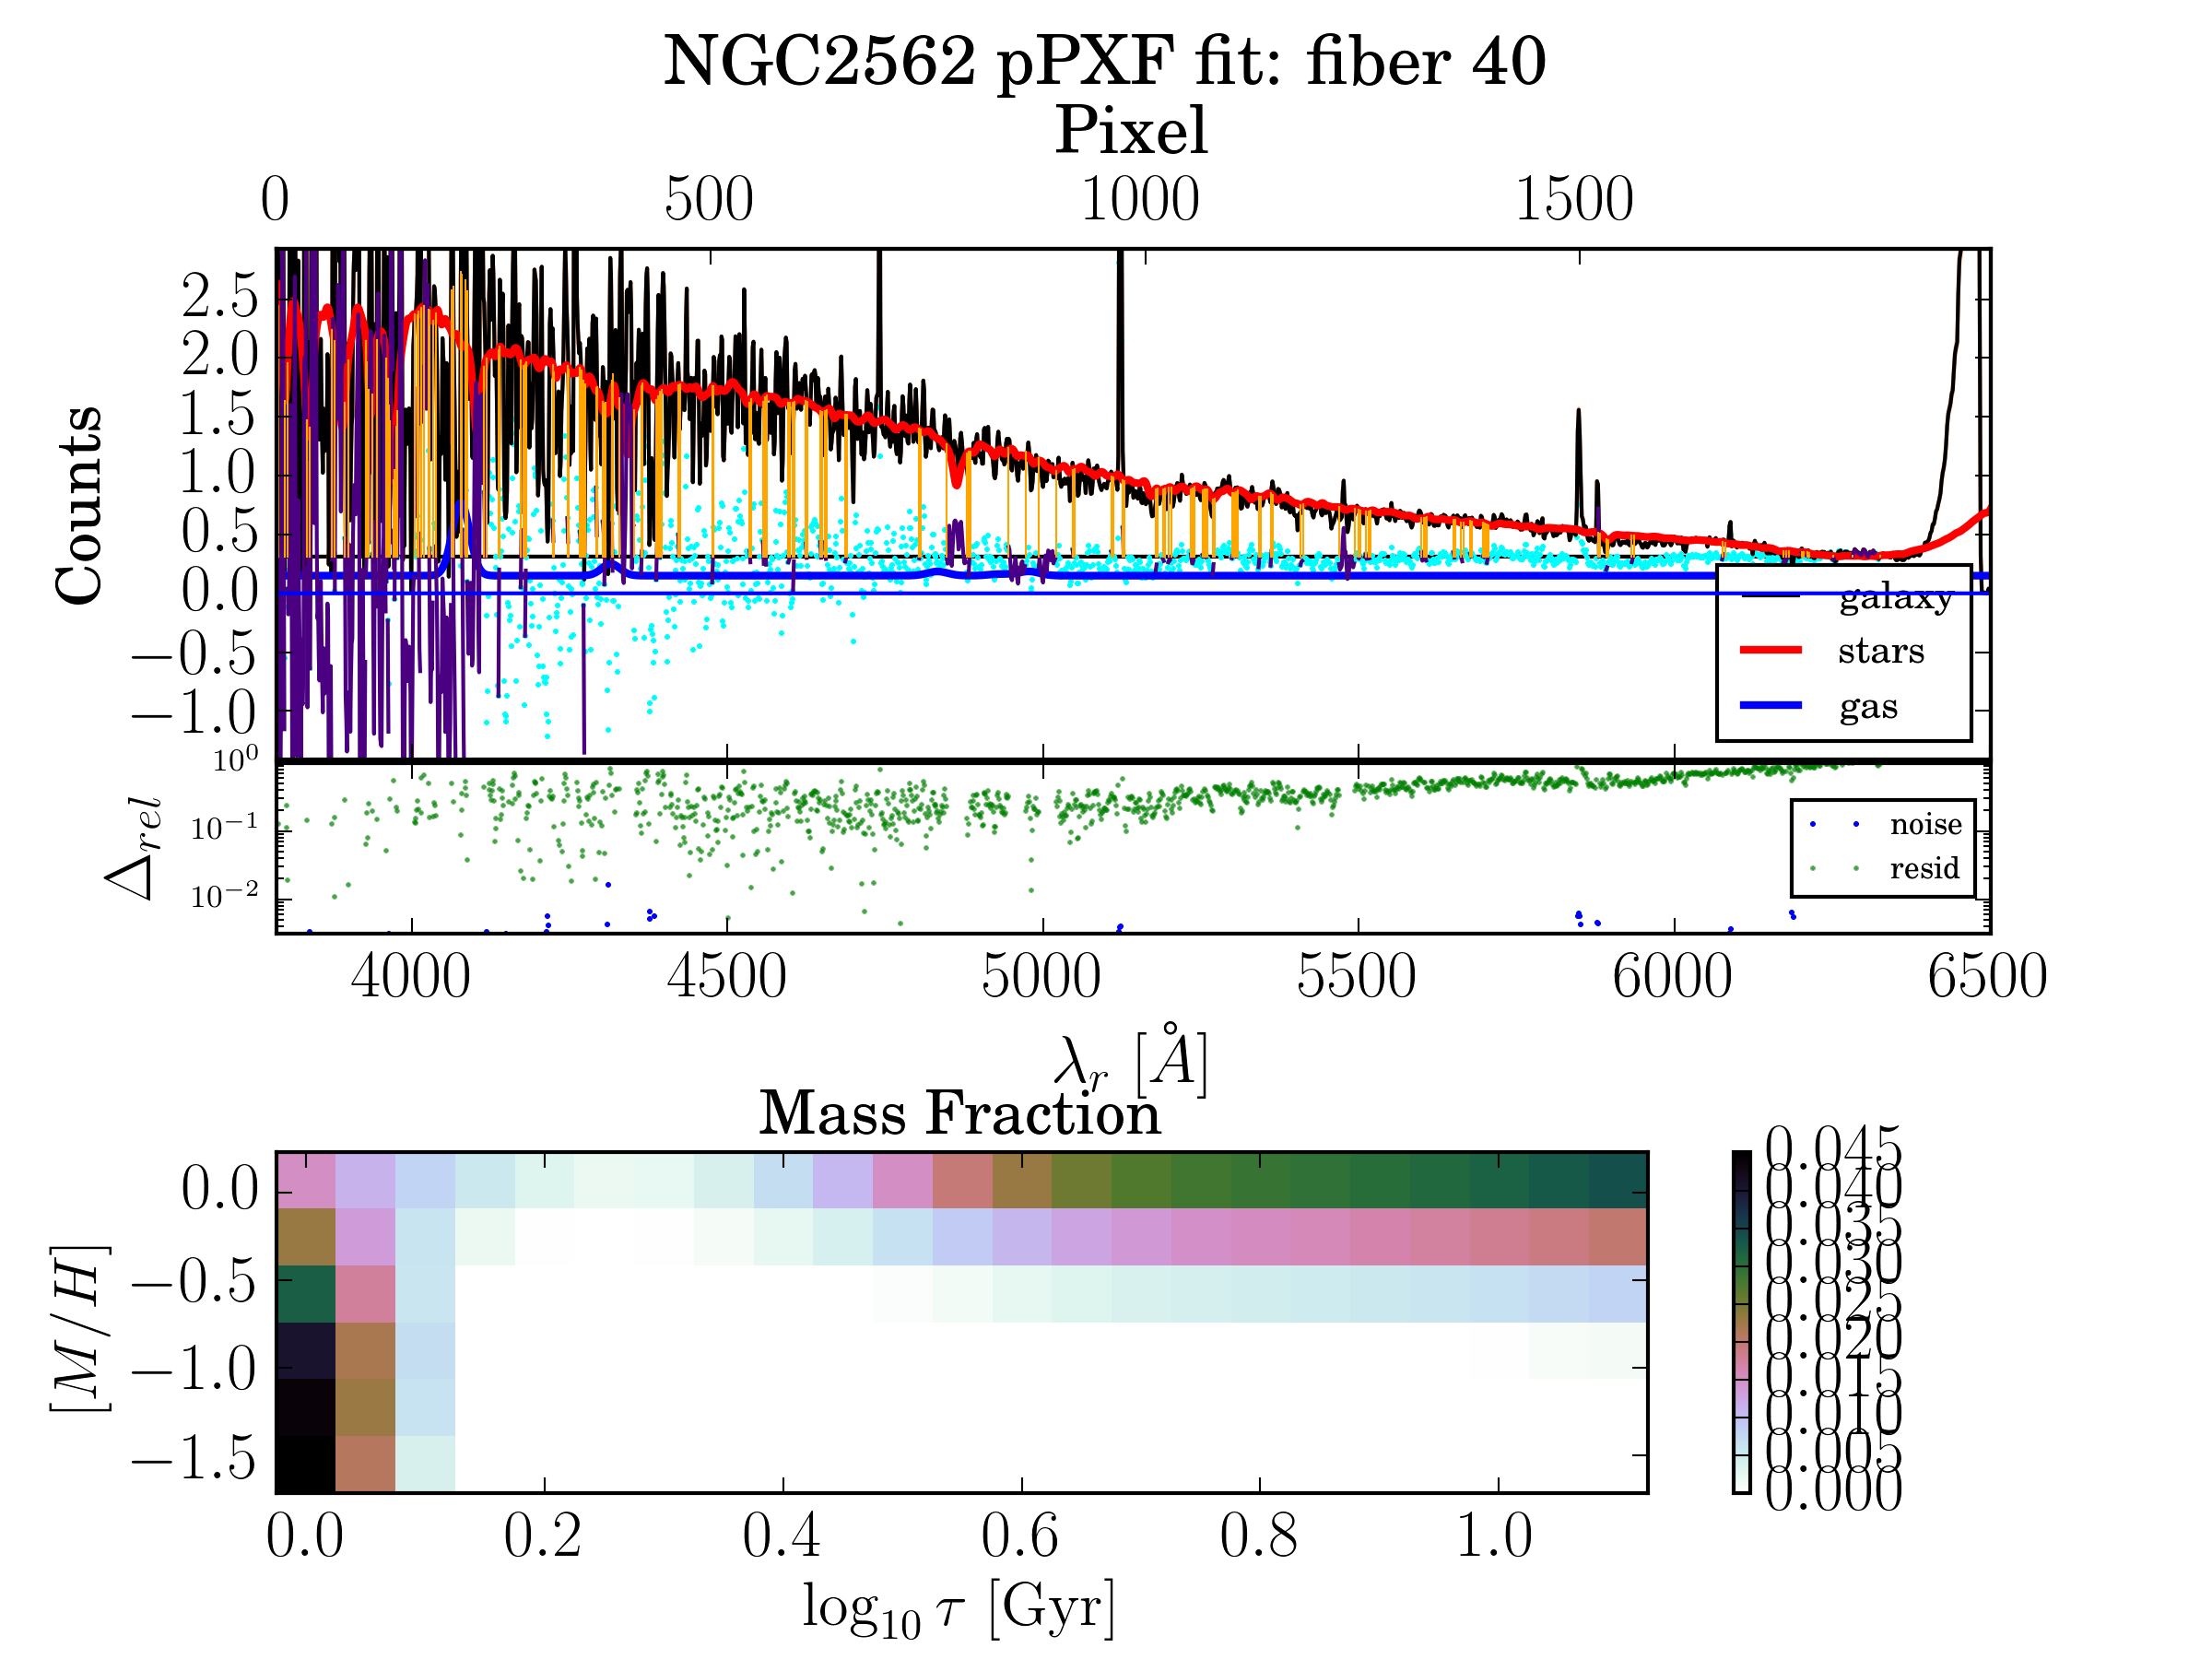 NGC2562 pPXF fit: fiber 40
Pixel
0 500 1000 1500
Counts
2.5
2.0
1.5
1.0
0.5
0.0
−0.5
−1.0
galaxy
stars
gas
Δrel
10⁰
10⁻¹
10⁻²
noise
resid
4000 4500 5000 5500 6000 6500
λr [Å]
Mass Fraction
[M/H]
0.0
−0.5
−1.0
−1.5
0.0 0.2 0.4 0.6 0.8 1.0
log₁₀ τ [Gyr]
0.045
0.040
0.035
0.030
0.025
0.020
0.015
0.010
0.005
0.000